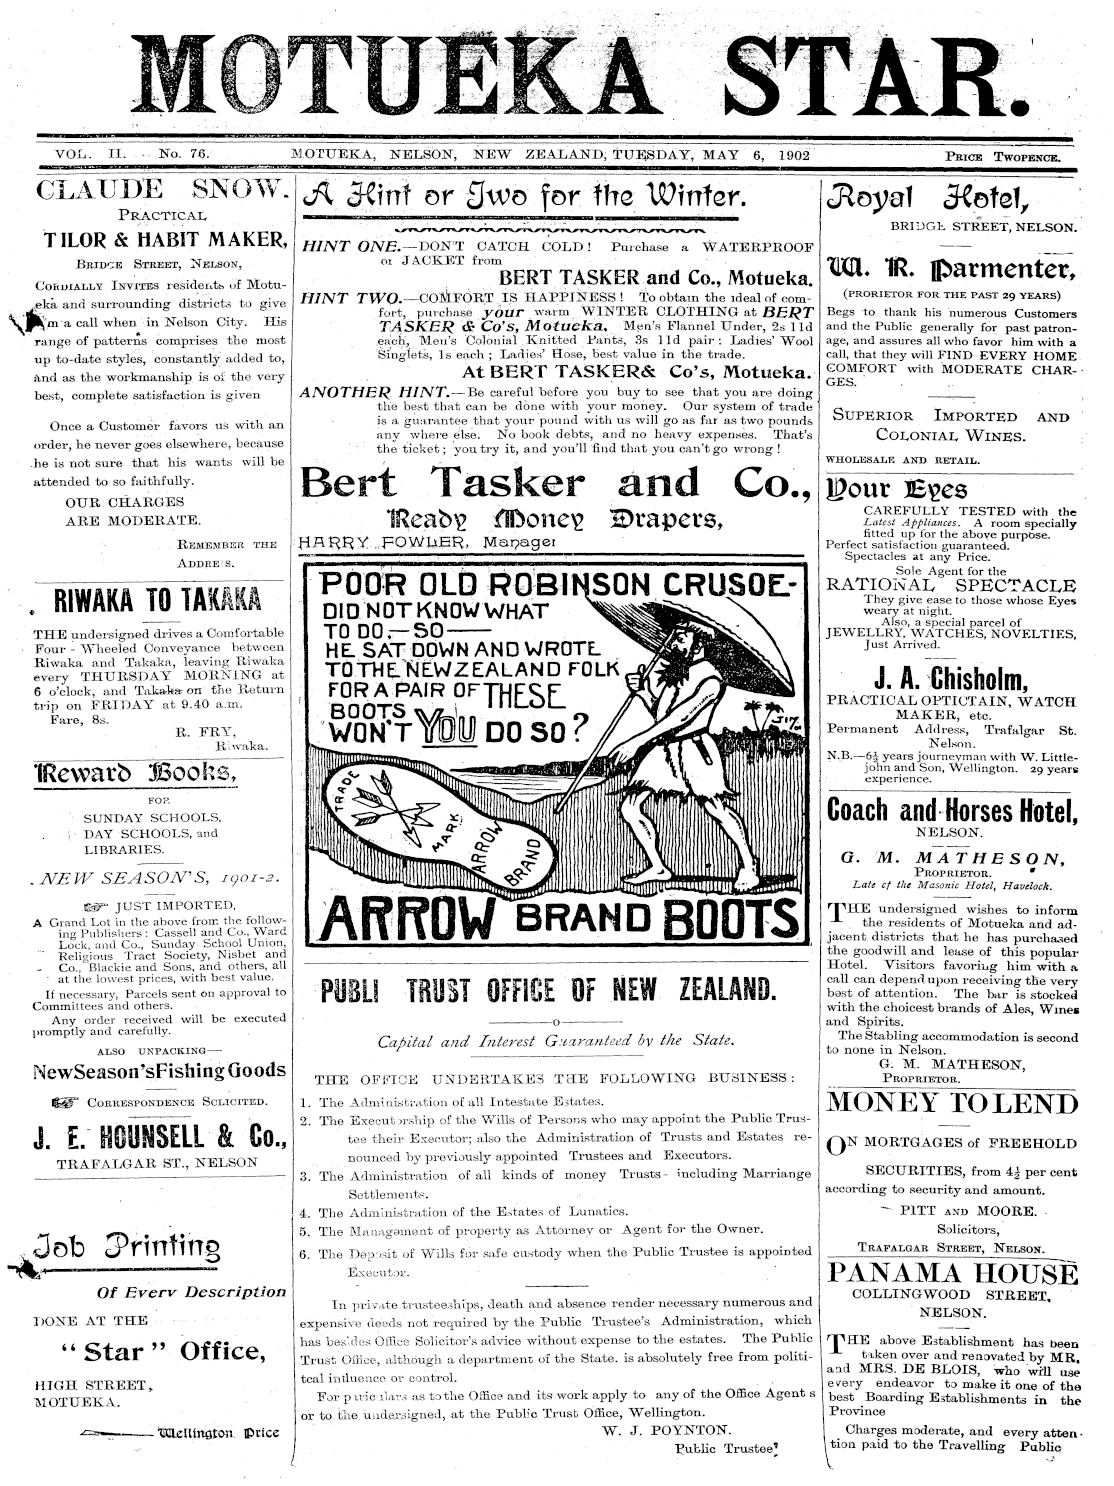 MOTUEKA STAR.
VOL. II. No. 76. MOTUEKA, NELSON, NEW ZEALAND, TUESDAY, MAY 6, 1902 PRICE TWOPENCE.
CLAUDE SNOW.
PRACTICAL
TILOR & HABIT MAKER,
BRIDGE STREET, NELSON,
CORDIALLY INVITES residents of Motu-
eka and surrounding districts to give
m a call when in Nelson City. His
range of patterns comprises the most
up to-date styles, constantly added to,
and as the workmanship is of the very
best, complete satisfaction is given
Once a Customer favors us with an
order, he never goes elsewhere, because
he is not sure that his wants will be
attended to so faithfully.
OUR CHARGES
ARE MODERATE.
REMEMBER THE
ADDRE S.
RIWAKA TO TAKAKA
THE undersigned drives a Comfortable
Four - Wheeled Conveyance between
Riwaka and Takaka, leaving Riwaka
every THURSDAY MORNING at
6 o'clock, and Takaka on the Return
trip on FRIDAY at 9.40 a.m.
Fare, 8s.
R. FRY,
Riwaka.
Reward Books,
FOR
SUNDAY SCHOOLS,
DAY SCHOOLS, and
LIBRARIES.
NEW SEASON'S, 1901-2.
JUST IMPORTED,
A Grand Lot in the above from the follow-
ing Publishers: Cassell and Co., Ward
Lock, and Co., Sunday School Union,
Religious Tract Society, Nisbet and
Co., Blackie and Sons, and others, all
at the lowest prices, with best value.
If necessary, Parcels sent on approval to
Committees and others.
Any order received will be executed
promptly and carefully.
ALSO UNPACKING—
NewSeason'sFishing Goods
CORRESPONDENCE SOLICITED.
J. E. HOUNSELL & Co.,
TRAFALGAR ST., NELSON
Job Printing
Of Every Description
DONE AT THE
"Star" Office,
HIGH STREET,
MOTUEKA.
Wellington Price
A Hint or Two for the Winter.
HINT ONE.—DON'T CATCH COLD! Purchase a WATERPROOF
or JACKET from
BERT TASKER and Co., Motueka.
HINT TWO.—COMFORT IS HAPPINESS! To obtain the ideal of com-
fort, purchase your warm WINTER CLOTHING at BERT
TASKER & Co's, Motueka. Men's Flannel Under, 2s 11d
each, Men's Colonial Knitted Pants, 3s 11d pair: Ladies' Wool
Singlets, 1s each; Ladies' Hose, best value in the trade.
At BERT TASKER& Co's, Motueka.
ANOTHER HINT.—Be careful before you buy to see that you are doing
the best that can be done with your money. Our system of trade
is a guarantee that your pound with us will go as far as two pounds
any where else. No book debts, and no heavy expenses. That's
the ticket; you try it, and you'll find that you can't go wrong!
Bert Tasker and Co.,
Ready Money Drapers,
HARRY FOWLER, Manager
POOR OLD ROBINSON CRUSOE-
DID NOT KNOW WHAT
TO DO,—SO—
HE SAT DOWN AND WROTE
TO THE NEW ZEALAND FOLK
FOR A PAIR OF THESE
BOOTS
WON'T YOU DO SO?
TRADE
MARK
ARROW
BRAND
ARROW BRAND BOOTS
PUBLI TRUST OFFICE OF NEW ZEALAND.
—o—
Capital and Interest Guaranteed by the State.
THE OFFICE UNDERTAKES THE FOLLOWING BUSINESS:
1. The Administration of all Intestate Estates.
2. The Executorship of the Wills of Persons who may appoint the Public Trus-
tee their Executor; also the Administration of Trusts and Estates re-
nounced by previously appointed Trustees and Executors.
3. The Administration of all kinds of money Trusts- including Marriange
Settlements.
4. The Administration of the Estates of Lunatics.
5. The Management of property as Attorney or Agent for the Owner.
6. The Deposit of Wills for safe custody when the Public Trustee is appointed
Executor.
In private trusteeships, death and absence render necessary numerous and
expensive deeds not required by the Public Trustee's Administration, which
has besides Office Solicitor's advice without expense to the estates. The Public
Trust Office, although a department of the State. is absolutely free from politi-
tcal influence or control.
For as to the Office and its work apply to any of the Office Agent s
or to the undersigned, at the Public Trust Office, Wellington.
W. J. POYNTON.
Public Trustee
Royal Hotel,
BRIDGE STREET, NELSON.
W. R. Parmenter,
(PRORIETOR FOR THE PAST 29 YEARS)
Begs to thank his numerous Customers
and the Public generally for past patron-
age, and assures all who favor him with a
call, that they will FIND EVERY HOME
COMFORT with MODERATE CHAR-
GES.
SUPERIOR IMPORTED AND
COLONIAL WINES.
WHOLESALE AND RETAIL.
Your Eyes
CAREFULLY TESTED with the
Latest Appliances. A room specially
fitted up for the above purpose.
Perfect satisfaction guaranteed.
Spectacles at any Price.
Sole Agent for the
RATIONAL SPECTACLE
They give ease to those whose Eyes
weary at night.
Also, a special parcel of
JEWELLRY, WATCHES, NOVELTIES,
Just Arrived.
J. A. Chisholm,
PRACTICAL OPTICTAIN, WATCH
MAKER, etc.
Permanent Address, Trafalgar St.
Nelson.
N.B.—6½ years journeyman with W. Little-
john and Son, Wellington. 29 years
experience.
Coach and Horses Hotel,
NELSON.
G. M. MATHESON,
PROPRIETOR.
Late of the Masonic Hotel, Havelock.
THE undersigned wishes to inform
the residents of Motueka and ad-
jacent districts that he has purchased
the goodwill and lease of this popular
Hotel. Visitors favoring him with a
call can depend upon receiving the very
best of attention. The bar is stocked
with the choicest brands of Ales, Wines
and Spirits.
The Stabling accommodation is second
to none in Nelson.
G. M. MATHESON,
PROPRIETOR.
MONEY TO LEND
ON MORTGAGES of FREEHOLD
SECURITIES, from 4½ per cent
according to security and amount.
PITT AND MOORE.
Solicitors,
TRAFALGAR STREET, NELSON.
PANAMA HOUSE
COLLINGWOOD STREET,
NELSON.
THE above Establishment has been
taken over and renovated by MR.
and MRS. DE BLOIS, who will use
every endeavor to make it one of the
best Boarding Establishments in the
Province
Charges moderate, and every atten-
tion paid to the Travelling Public